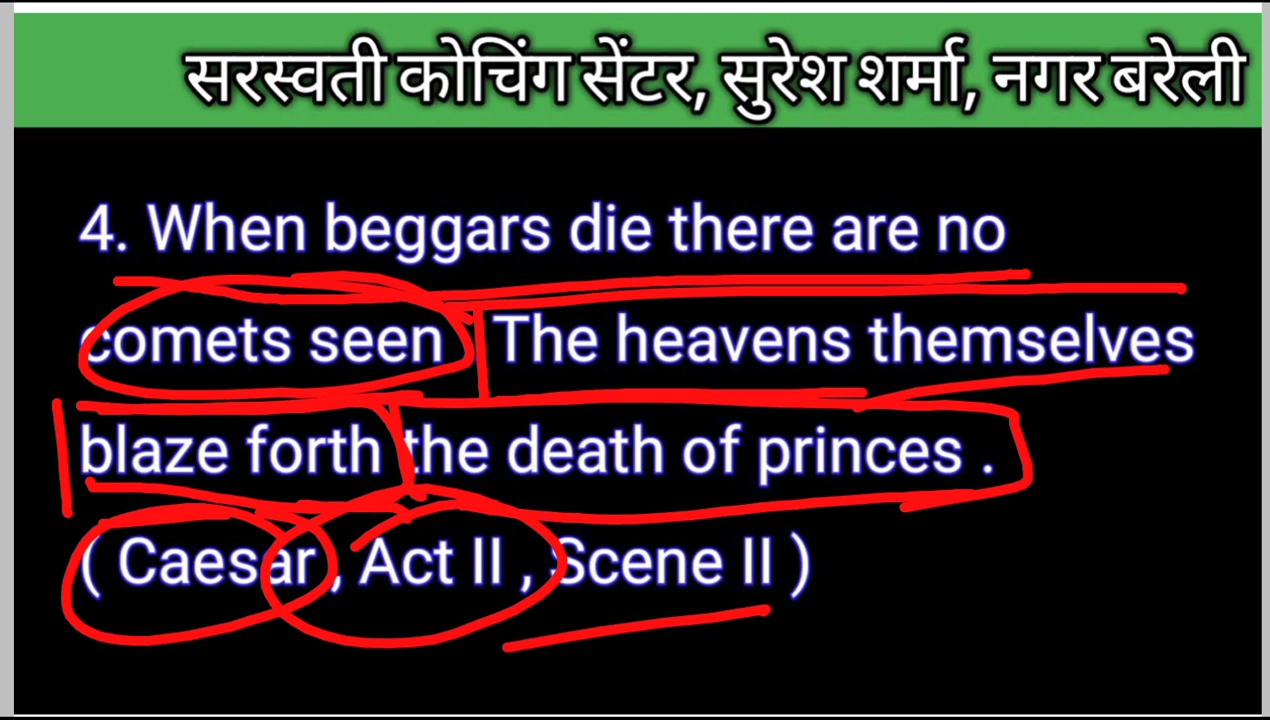 सरस्वती कोचिंग सेंटर, सुरेश शर्मा, नगर बरेली
4. When beggars die there are no
comets seen The heavens themselves
blaze forth the death of princes .
( Caesar , Act II , Scene II )